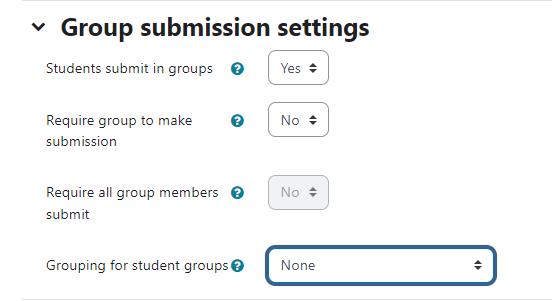 Group submission settings
Students submit in groups ? Yes
Require group to make ? No
submission
Require all group members ? No
submit
Grouping for student groups ? None